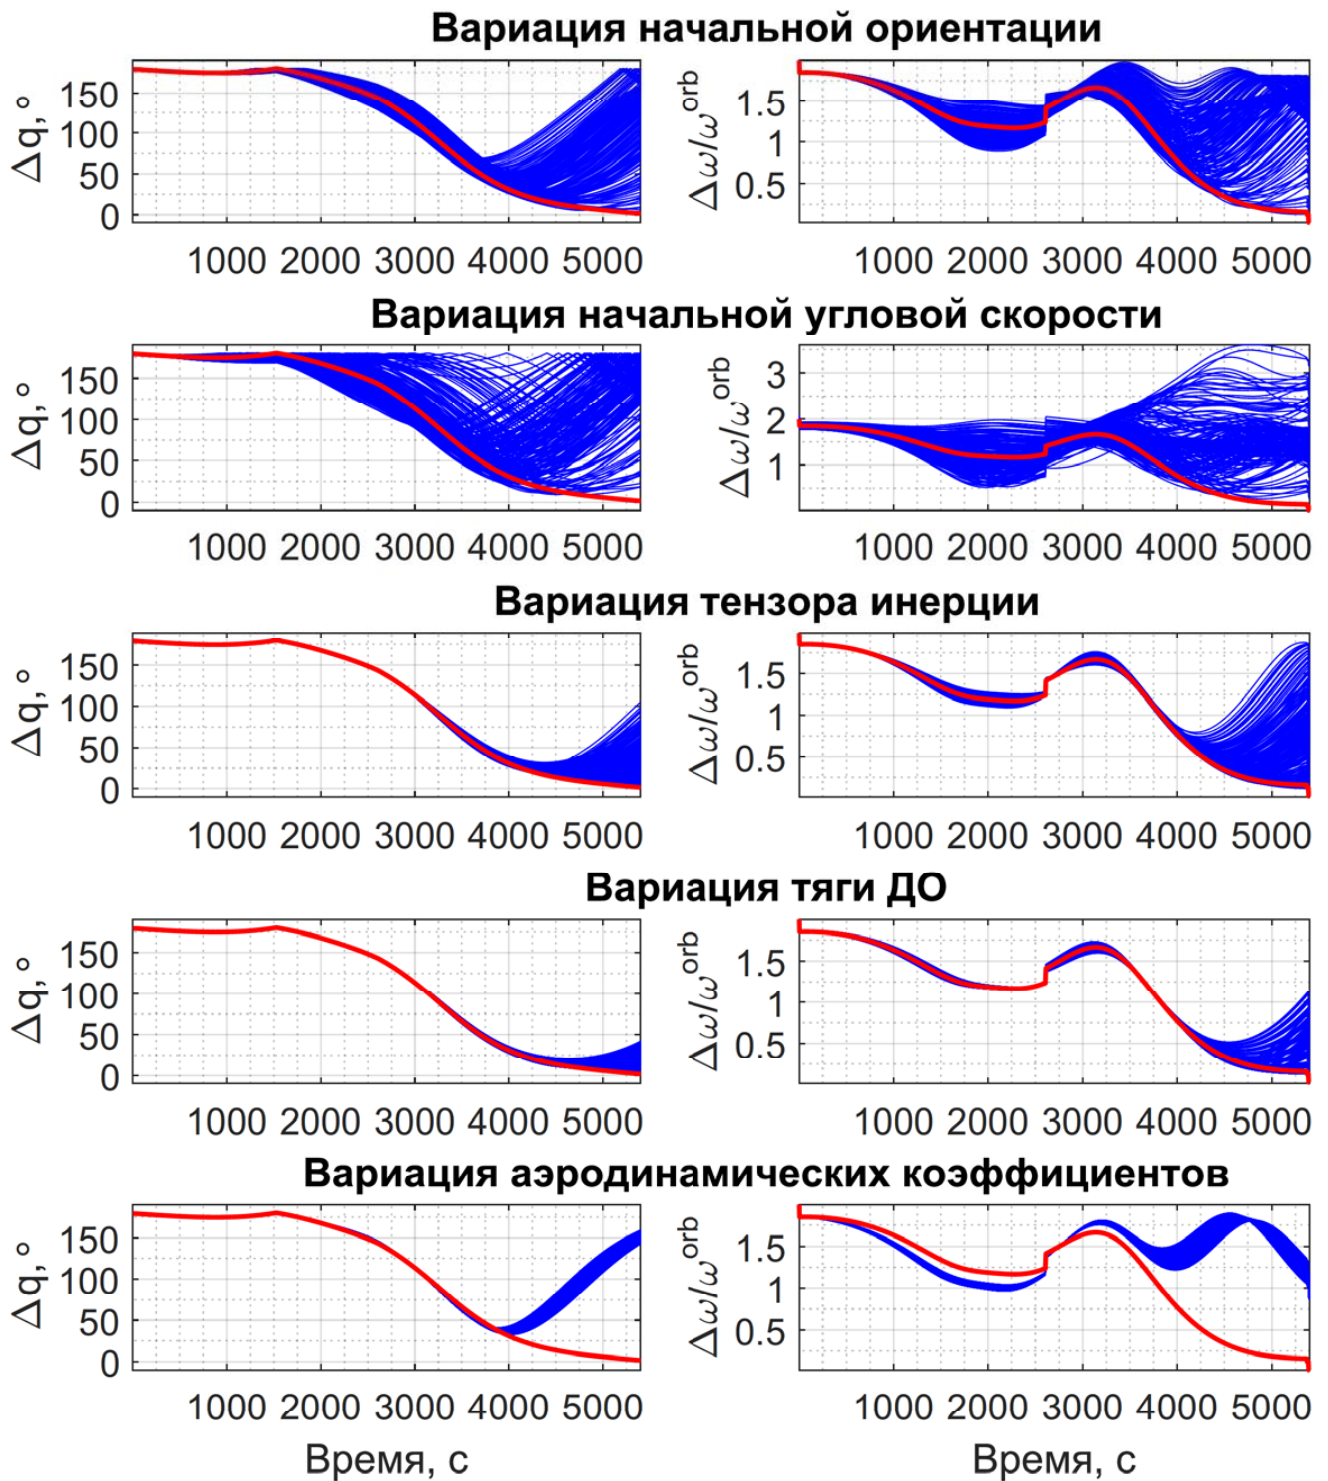 Вариация начальной ориентации
Δq,°
150
100
50
0
1000 2000 3000 4000 5000
Δω/ω^orb
1.5
1
0.5
1000 2000 3000 4000 5000
Вариация начальной угловой скорости
Δq,°
150
100
50
0
1000 2000 3000 4000 5000
Δω/ω^orb
3
2
1
1000 2000 3000 4000 5000
Вариация тензора инерции
Δq,°
150
100
50
0
1000 2000 3000 4000 5000
Δω/ω^orb
1.5
1
0.5
1000 2000 3000 4000 5000
Вариация тяги ДО
Δq,°
150
100
50
0
1000 2000 3000 4000 5000
Δω/ω^orb
1.5
1
0.5
1000 2000 3000 4000 5000
Вариация аэродинамических коэффициентов
Δq,°
150
100
50
0
1000 2000 3000 4000 5000
Время, с
Δω/ω^orb
1.5
1
0.5
1000 2000 3000 4000 5000
Время, с